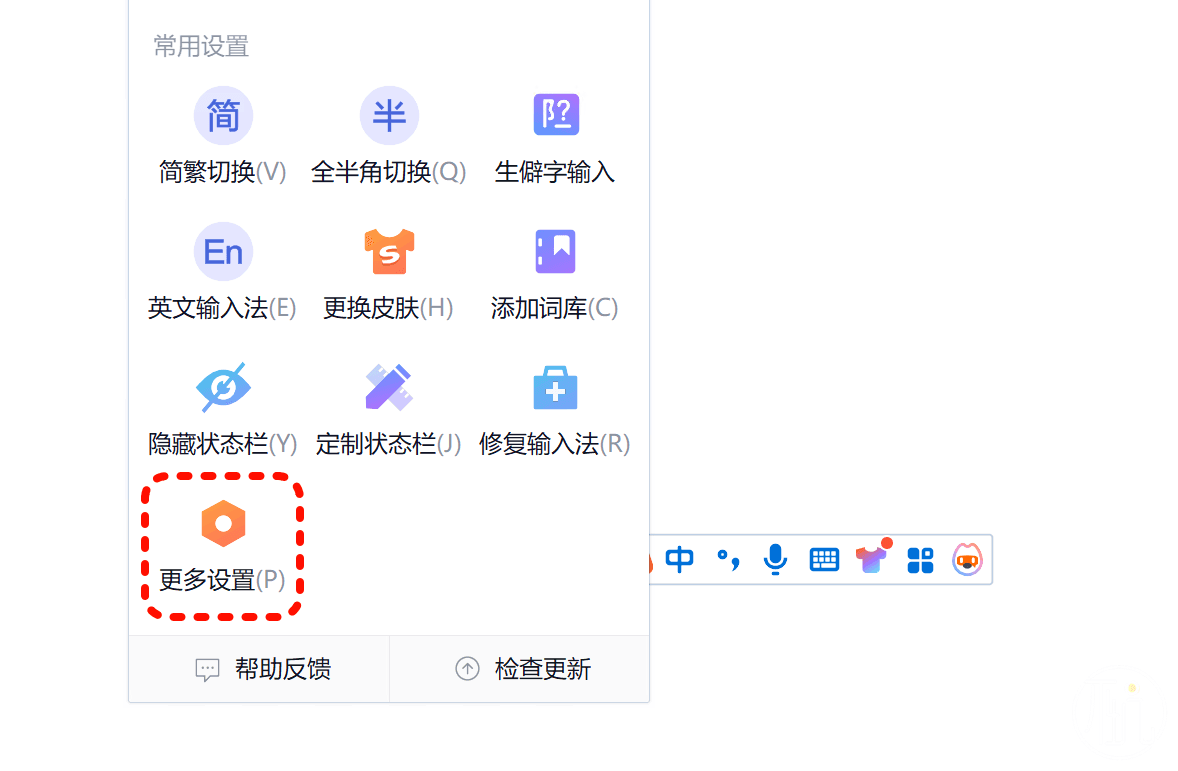 常用设置
简 半
简繁切换(V) 全半角切换(Q) 生僻字输入
En S
英文输入法(E) 更换皮肤(H) 添加词库(C)
隐藏状态栏(Y) 定制状态栏(J) 修复输入法(R)
中 °,
更多设置(P)
帮助反馈 检查更新